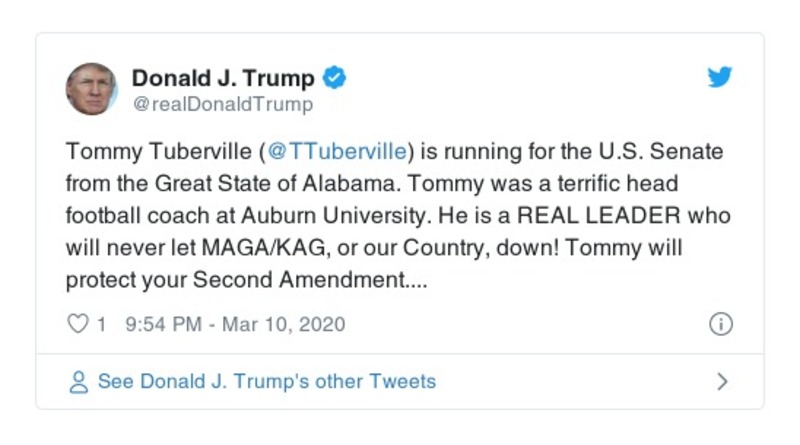 Donald J. Trump
@realDonaldTrump
Tommy Tuberville (@TTuberville) is running for the U.S. Senate
from the Great State of Alabama. Tommy was a terrific head
football coach at Auburn University. He is a REAL LEADER who
will never let MAGA/KAG, or our Country, down! Tommy will
protect your Second Amendment....
1 9:54 PM - Mar 10, 2020
See Donald J. Trump's other Tweets